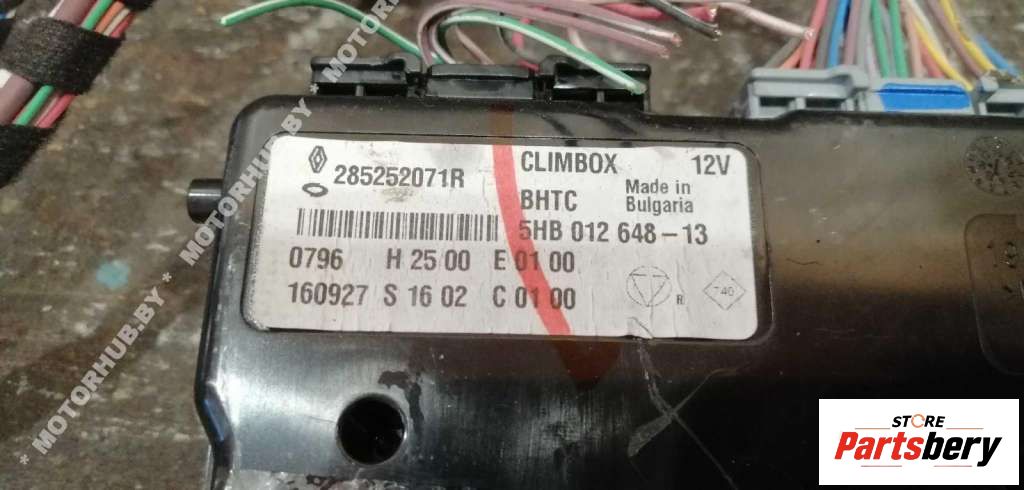 CLIMBOX 12V
285252071R
BHTC Made in Bulgaria
5HB 012 648-13
0796 H 25 00 E 01 00
160927 S 16 02 C 01 00
R 740
* MOTORHUB.BY * MOTORHUB.BY * MOTORHUB.BY
STORE
Partsbery